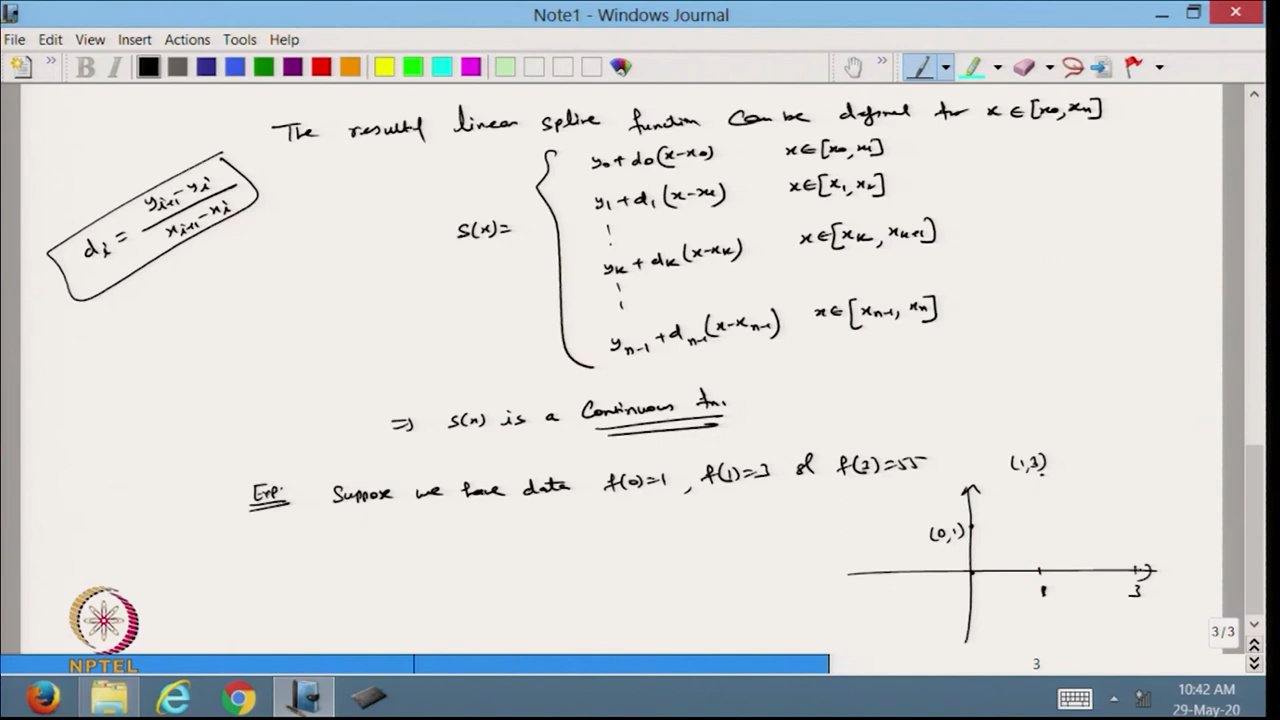 Note1 - Windows Journal
File Edit View Insert Actions Tools Help
The resultf linear spline function can be defined for x ∈ [x₀, xₙ]
dᵢ = (yᵢ₊₁ - yᵢ) / (xᵢ₊₁ - xᵢ)
S(x) =
y₀ + d₀(x-x₀) x ∈ [x₀, x₁]
y₁ + d₁(x-x₁) x ∈ [x₁, x₂]
yₖ + dₖ(x-xₖ) x ∈ [xₖ, xₖ₊₁]
yₙ₋₁ + dₙ₋₁(x-xₙ₋₁) x ∈ [xₙ₋₁, xₙ]
⇒ S(x) is a Continuous fn.
Exp: Suppose we have data f(0)=1, f(1)=3 & f(3)=55
(1,3)
(0,1)
1 3
3/3
NPTEL
3
10:42 AM
29-May-20